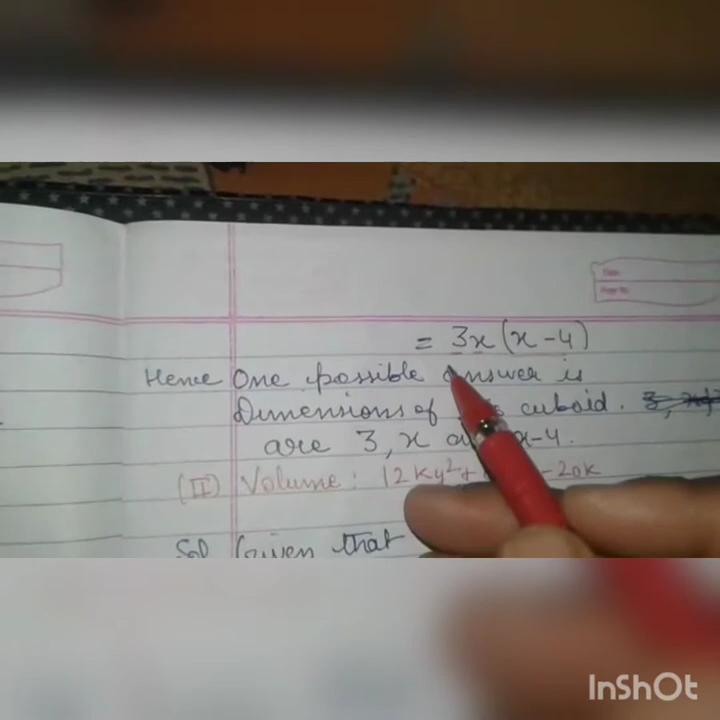 = 3x (x-4)
Hence One possible answer is
Dimensions of cuboid.
are 3, x x-4.
(II) Volume: 12ky²+ -20k
Sol Given that
InShOt